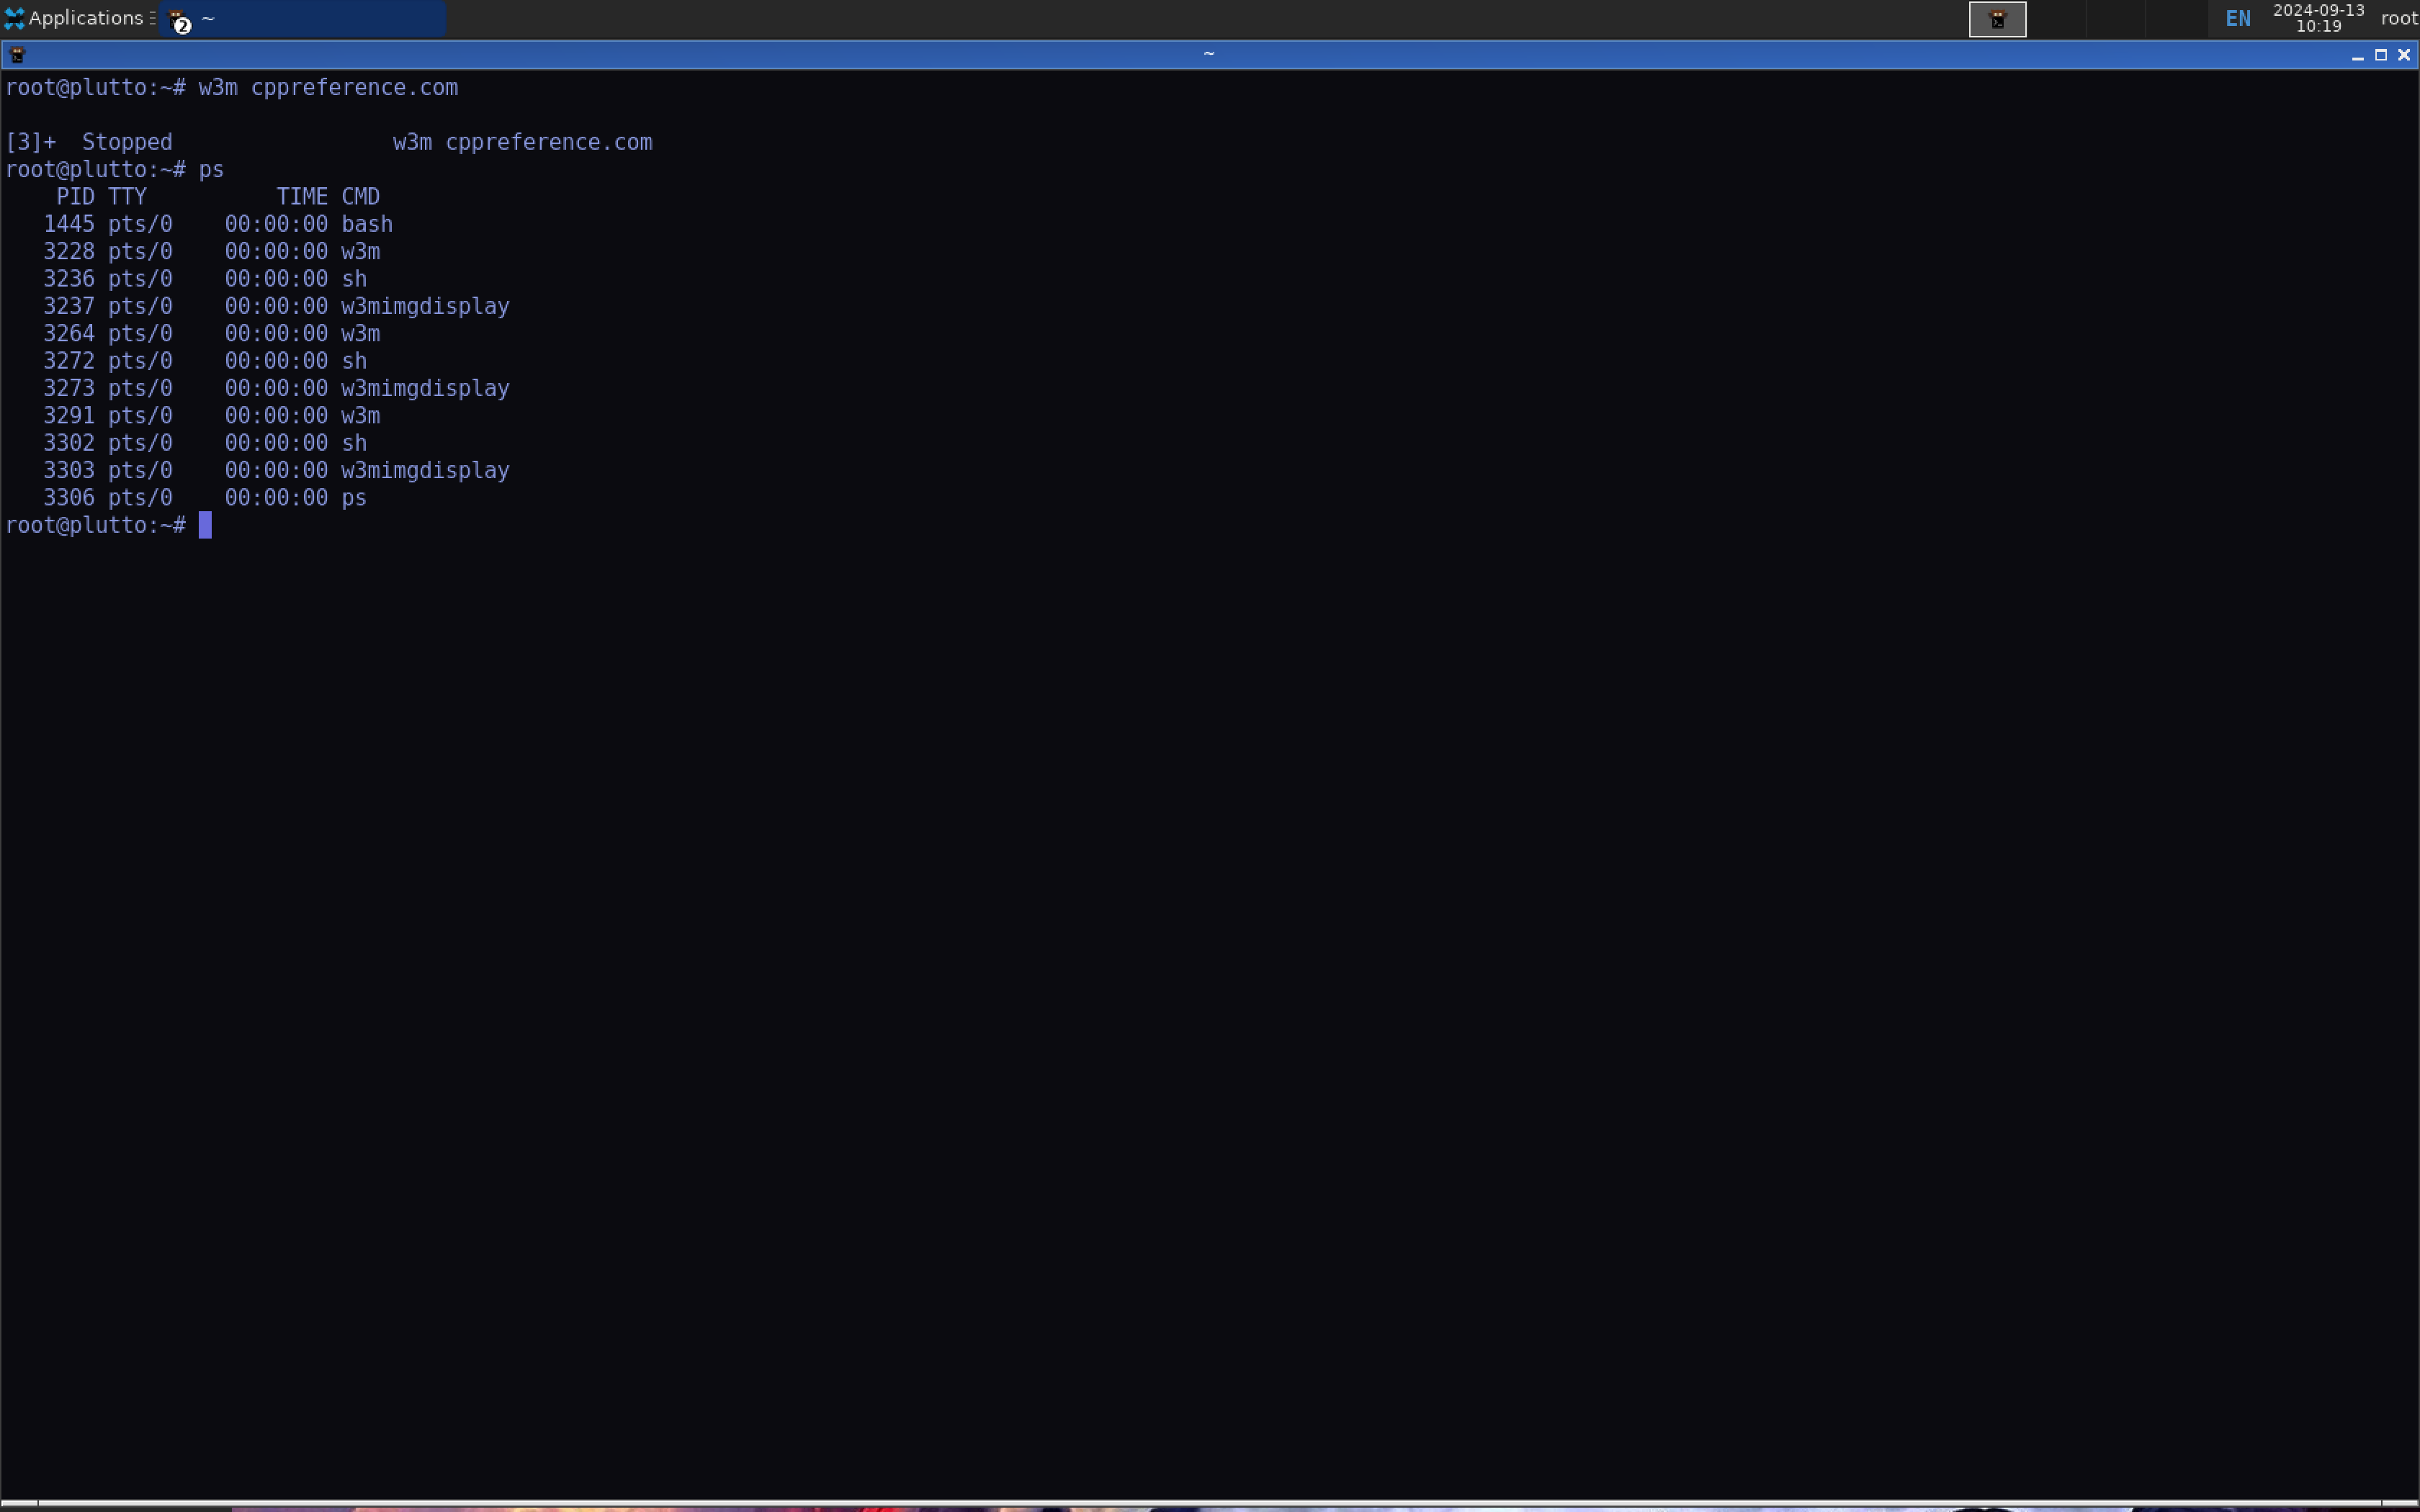 Applications
2 ~
EN 2024-09-13 root
10:19
~
root@plutto:~# w3m cppreference.com
[3]+  Stopped                 w3m cppreference.com
root@plutto:~# ps
    PID TTY          TIME CMD
   1445 pts/0    00:00:00 bash
   3228 pts/0    00:00:00 w3m
   3236 pts/0    00:00:00 sh
   3237 pts/0    00:00:00 w3mimgdisplay
   3264 pts/0    00:00:00 w3m
   3272 pts/0    00:00:00 sh
   3273 pts/0    00:00:00 w3mimgdisplay
   3291 pts/0    00:00:00 w3m
   3302 pts/0    00:00:00 sh
   3303 pts/0    00:00:00 w3mimgdisplay
   3306 pts/0    00:00:00 ps
root@plutto:~#